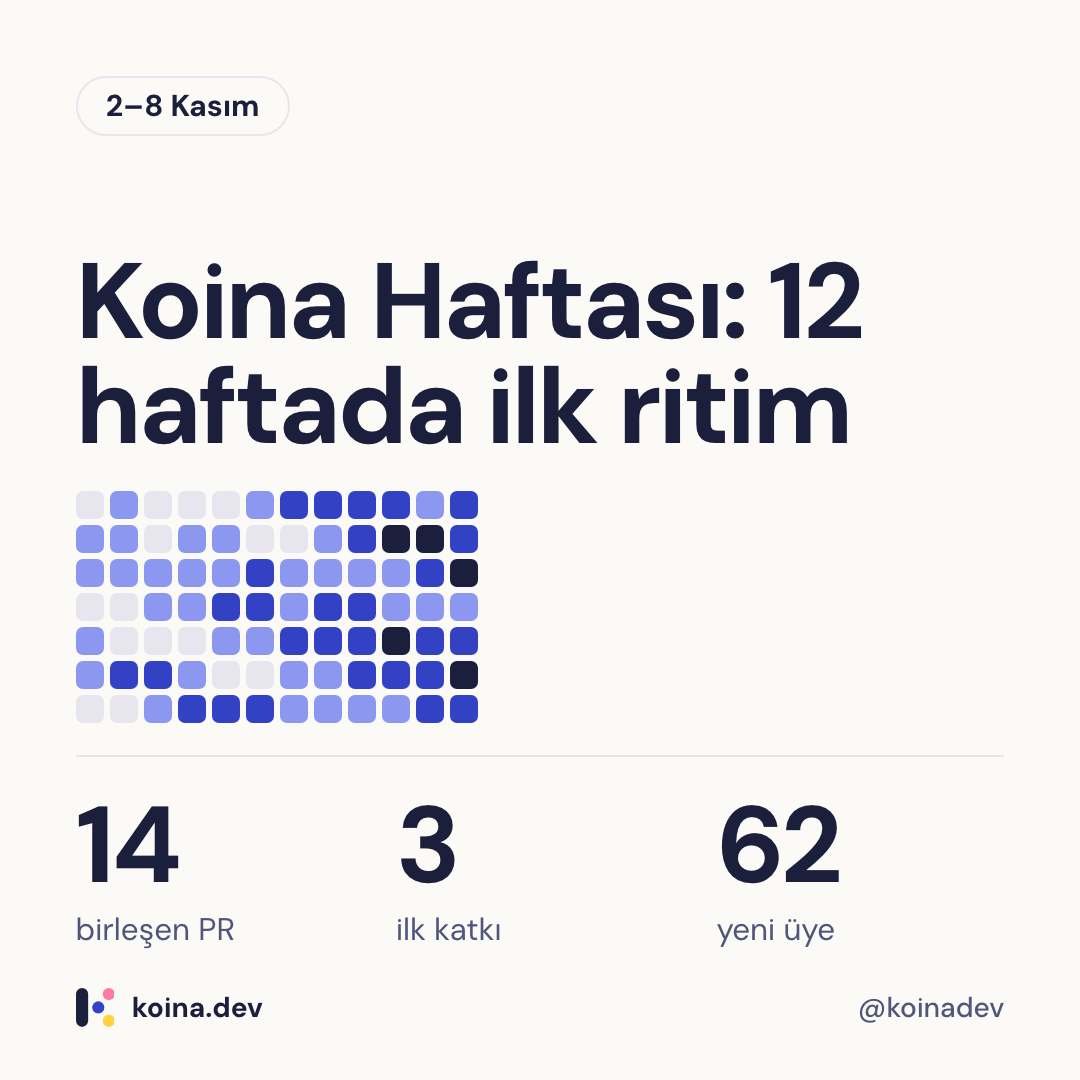 2–8 Kasım
Koina Haftası: 12
haftada ilk ritim
14
3
62
birleşen PR
ilk katkı
yeni üye
koina.dev
@koinadev